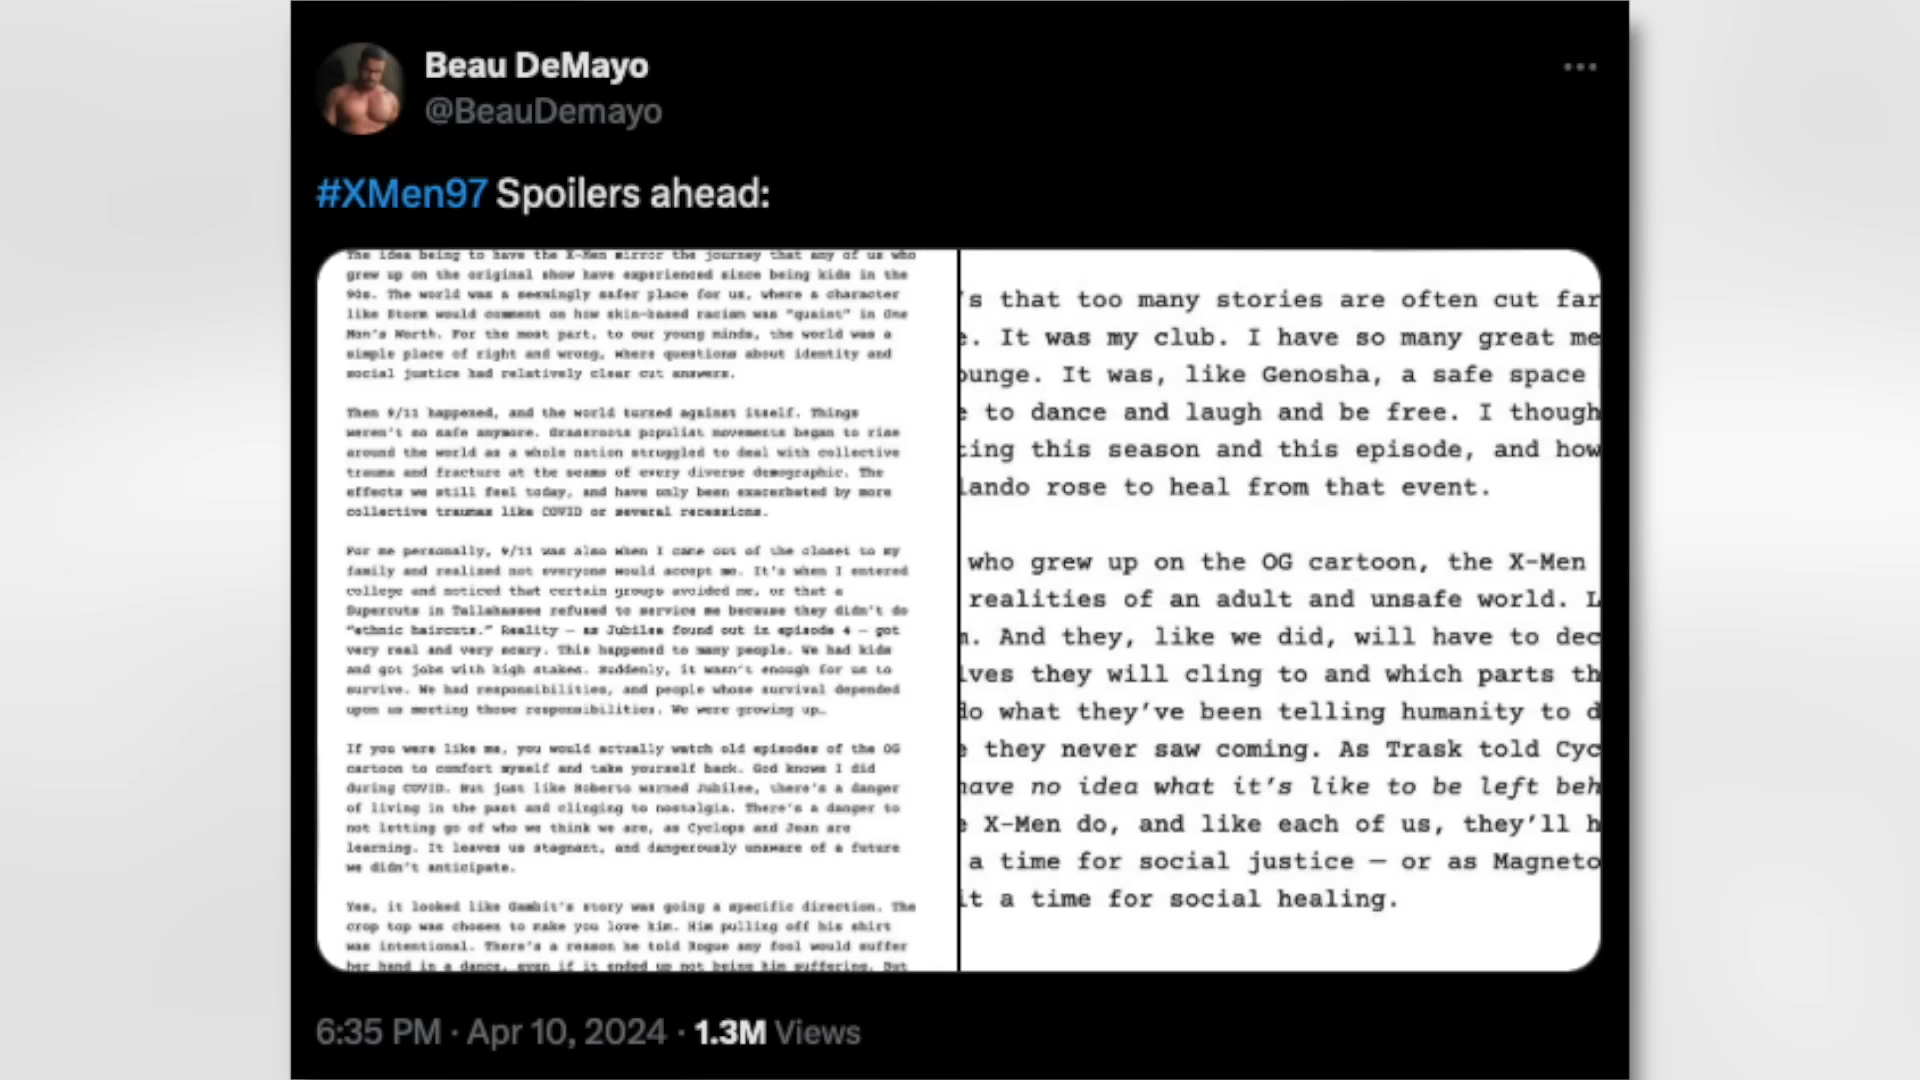 Beau DeMayo
@BeauDemayo
#XMen97 Spoilers ahead:
The idea being to have the X-Men mirror the journey that any of us who
grew up on the original show have experienced since being kids in the
90s. The world was a seemingly safer place for us, where a character
like Storm would comment on how skin-based racism was "quaint" in One
Man's Worth. For the most part, to our young minds, the world was a
simple place of right and wrong, where questions about identity and
social justice had relatively clear cut answers.
Then 9/11 happened, and the world turned against itself. Things
weren't so safe anymore. Grassroots populist movements began to rise
around the world as a whole nation struggled to deal with collective
trauma and fracture at the seams of every diverse demographic. The
effects we still feel today, and have only been exacerbated by more
collective traumas like COVID or several recessions.
For me personally, 9/11 was also when I came out of the closet to my
family and realized not everyone would accept me. It's when I entered
college and noticed that certain groups avoided me, or that a
Supercuts in Tallahassee refused to service me because they didn't do
"ethnic haircuts." Reality — as Jubilee found out in episode 4 — got
very real and very scary. This happened to many people. We had kids
and got jobs with high stakes. Suddenly, it wasn't enough for us to
survive. We had responsibilities, and people whose survival depended
upon us meeting those responsibilities. We were growing up…
If you were like me, you would actually watch old episodes of the OG
cartoon to comfort myself and take yourself back. God knows I did
during COVID. But just like Roberto warned Jubilee, there's a danger
of living in the past and clinging to nostalgia. There's a danger to
not letting go of who we think we are, as Cyclops and Jean are
learning. It leaves us stagnant, and dangerously unaware of a future
we didn't anticipate.
Yes, it looked like Gambit's story was going a specific direction. The
crop top was chosen to make you love him. Him pulling off his shirt
was intentional. There's a reason he told Rogue any fool would suffer
her hand in a dance, even if it ended up not being him suffering. But
's that too many stories are often cut far
e. It was my club. I have so many great me
ounge. It was, like Genosha, a safe space
e to dance and laugh and be free. I though
ting this season and this episode, and how
lando rose to heal from that event.
who grew up on the OG cartoon, the X-Men
realities of an adult and unsafe world. L
m. And they, like we did, will have to dec
lves they will cling to and which parts th
do what they've been telling humanity to d
e they never saw coming. As Trask told Cyc
have no idea what it's like to be left beh
e X-Men do, and like each of us, they'll h
a time for social justice — or as Magneto
it a time for social healing.
6:35 PM · Apr 10, 2024 · 1.3M Views